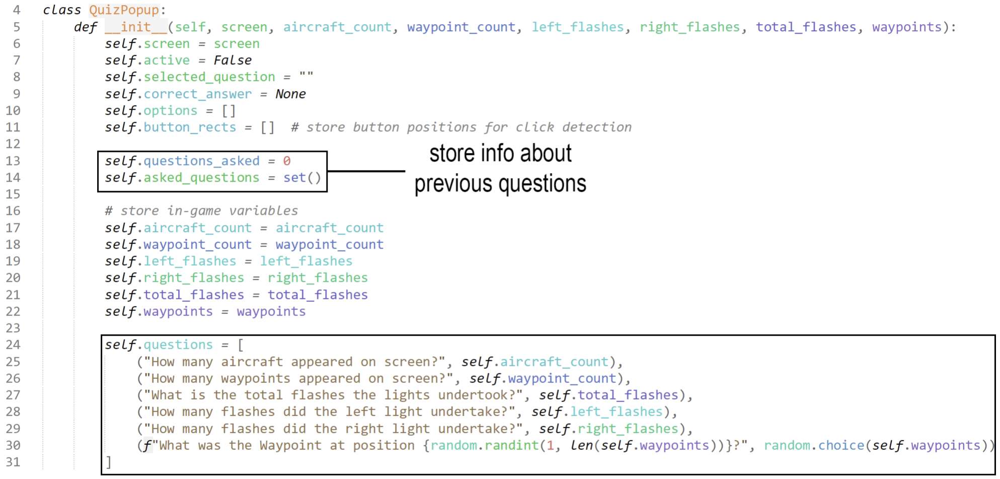 4 class QuizPopup:
5 def __init__(self, screen, aircraft_count, waypoint_count, left_flashes, right_flashes, total_flashes, waypoints):
6 self.screen = screen
7 self.active = False
8 self.selected_question = ""
9 self.correct_answer = None
10 self.options = []
11 self.button_rects = [] # store button positions for click detection
12
13 self.questions_asked = 0
14 self.asked_questions = set()
store info about
previous questions
15
16 # store in-game variables
17 self.aircraft_count = aircraft_count
18 self.waypoint_count = waypoint_count
19 self.left_flashes = left_flashes
20 self.right_flashes = right_flashes
21 self.total_flashes = total_flashes
22 self.waypoints = waypoints
23
24 self.questions = [
25 ("How many aircraft appeared on screen?", self.aircraft_count),
26 ("How many waypoints appeared on screen?", self.waypoint_count),
27 ("What is the total flashes the lights undertook?", self.total_flashes),
28 ("How many flashes did the left light undertake?", self.left_flashes),
29 ("How many flashes did the right light undertake?", self.right_flashes),
30 (f"What was the Waypoint at position {random.randint(1, len(self.waypoints))}?", random.choice(self.waypoints))
31 ]